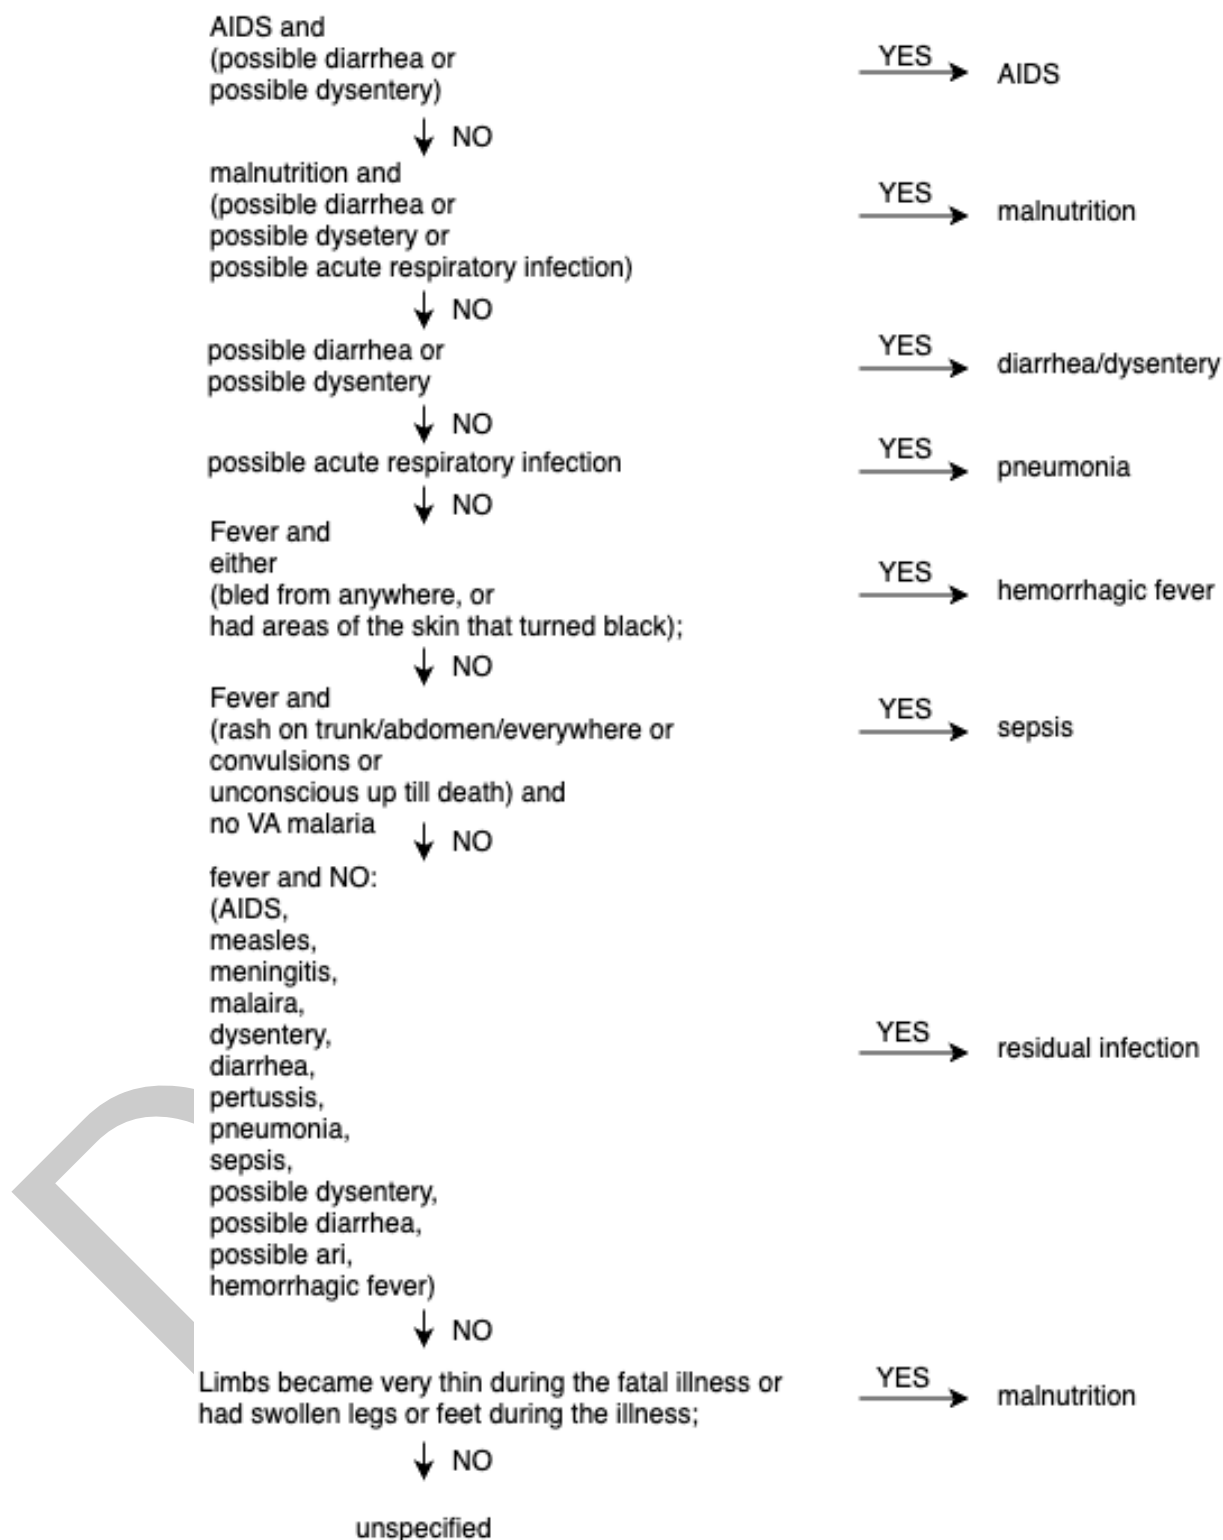 AIDS and
(possible diarrhea or
possible dysentery)
YES
AIDS
NO
malnutrition and
(possible diarrhea or
possible dysetery or
possible acute respiratory infection)
YES
malnutrition
NO
possible diarrhea or
possible dysentery
YES
diarrhea/dysentery
NO
possible acute respiratory infection
YES
pneumonia
NO
Fever and
either
(bled from anywhere, or
had areas of the skin that turned black);
YES
hemorrhagic fever
NO
Fever and
(rash on trunk/abdomen/everywhere or
convulsions or
unconscious up till death) and
no VA malaria
YES
sepsis
NO
fever and NO:
(AIDS,
measles,
meningitis,
malaira,
dysentery,
diarrhea,
pertussis,
pneumonia,
sepsis,
possible dysentery,
possible diarrhea,
possible ari,
hemorrhagic fever)
YES
residual infection
NO
Limbs became very thin during the fatal illness or
had swollen legs or feet during the illness;
YES
malnutrition
NO
unspecified